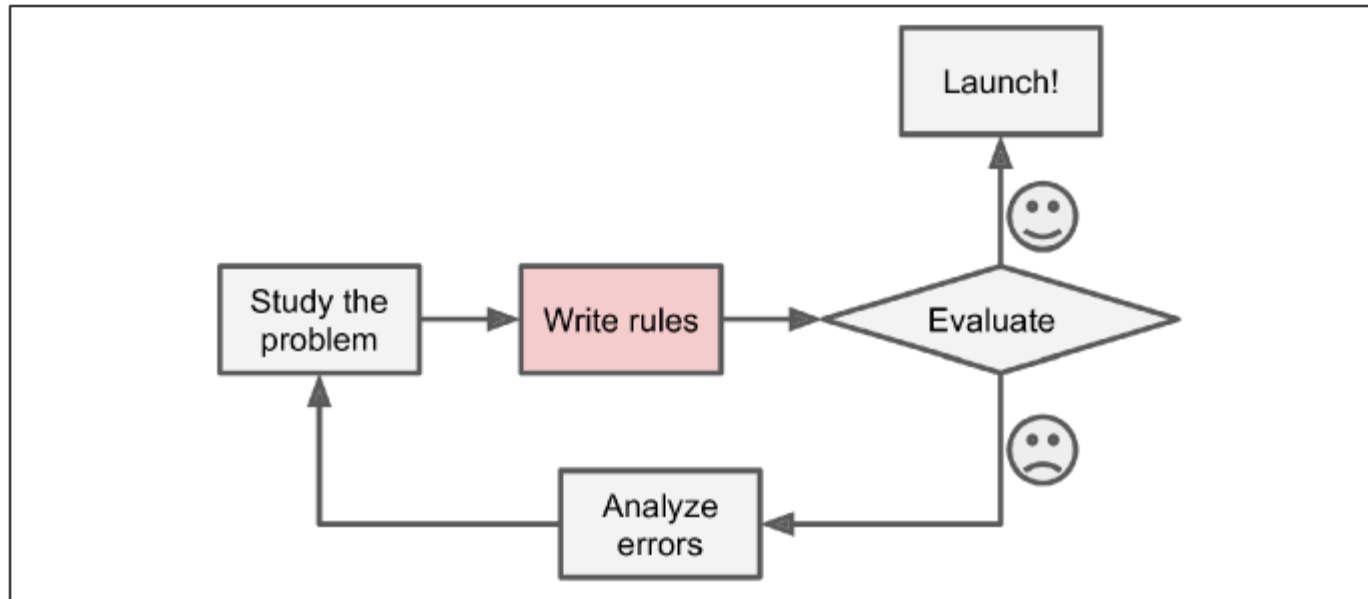 Launch!
Study the
problem
Write rules
Evaluate
Analyze
errors